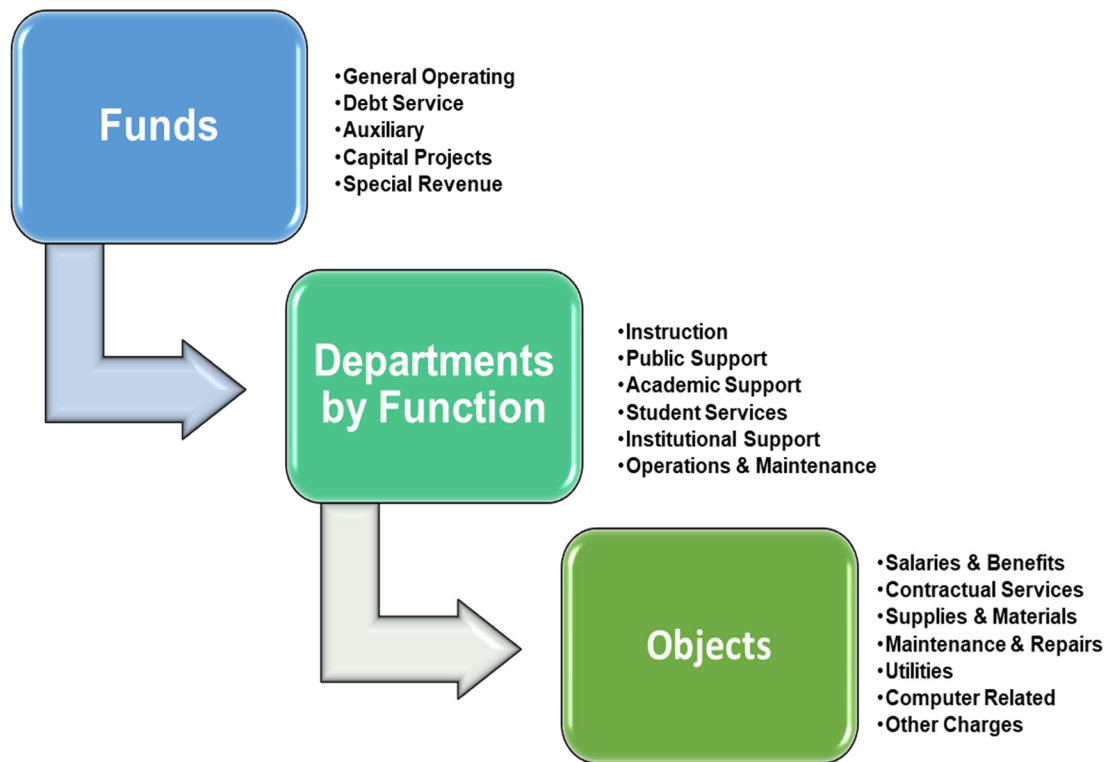 Funds
•General Operating
•Debt Service
•Auxiliary
•Capital Projects
•Special Revenue
Departments
by Function
•Instruction
•Public Support
•Academic Support
•Student Services
•Institutional Support
•Operations & Maintenance
Objects
•Salaries & Benefits
•Contractual Services
•Supplies & Materials
•Maintenance & Repairs
•Utilities
•Computer Related
•Other Charges